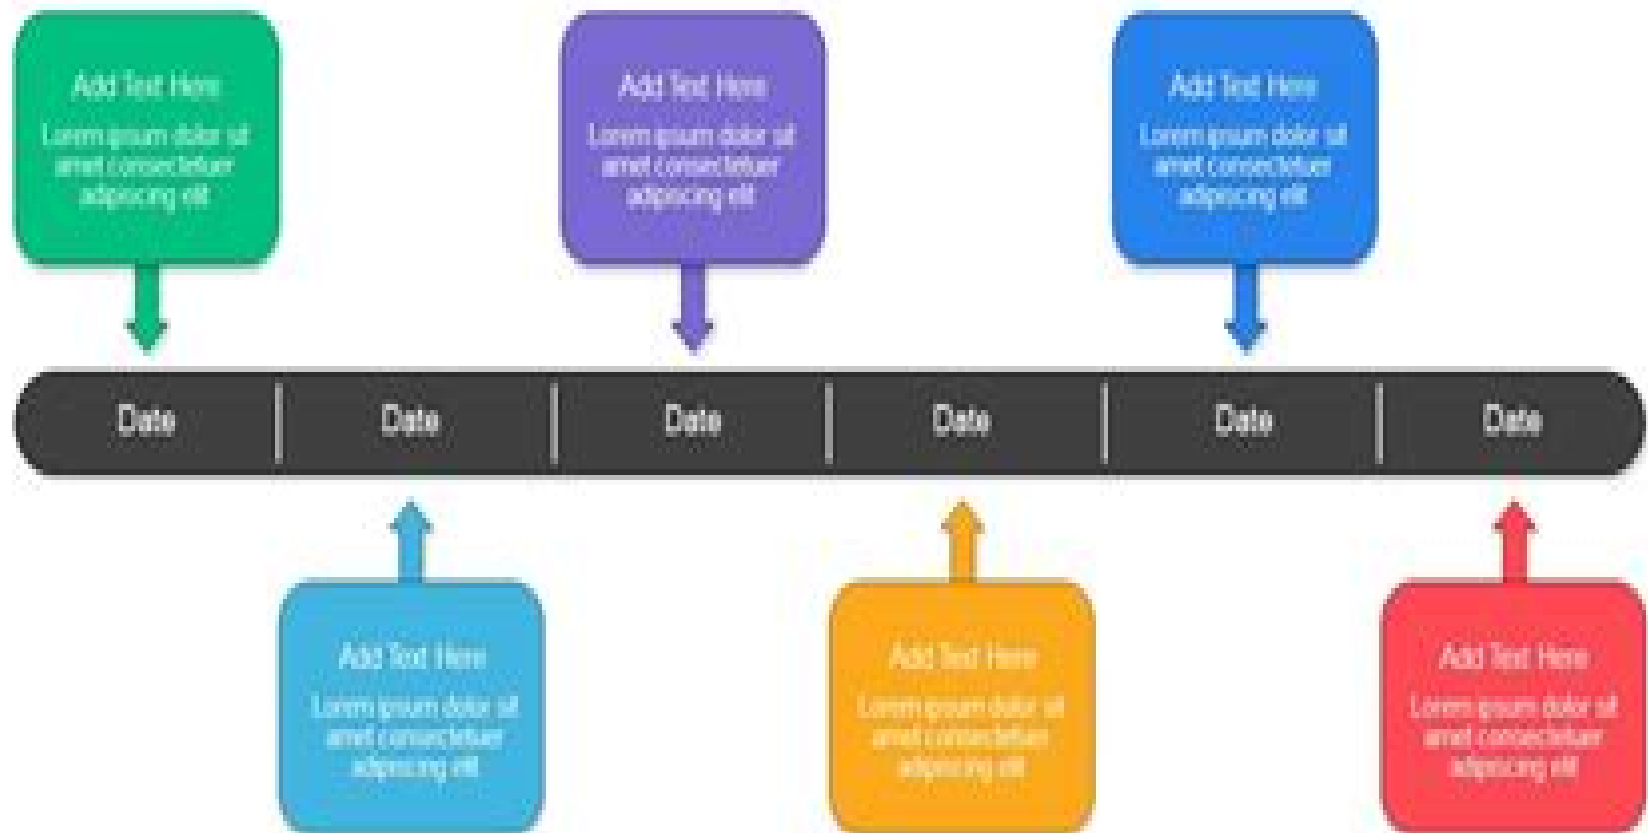 Add Text Here
Lorem ipsum dolor sit
amet consectetuer
adipiscing elit
Add Text Here
Lorem ipsum dolor sit
amet consectetuer
adipiscing elit
Add Text Here
Lorem ipsum dolor sit
amet consectetuer
adipiscing elit
Date
Date
Date
Date
Date
Date
Add Text Here
Lorem ipsum dolor sit
amet consectetuer
adipiscing elit
Add Text Here
Lorem ipsum dolor sit
amet consectetuer
adipiscing elit
Add Text Here
Lorem ipsum dolor sit
amet consectetuer
adipiscing elit